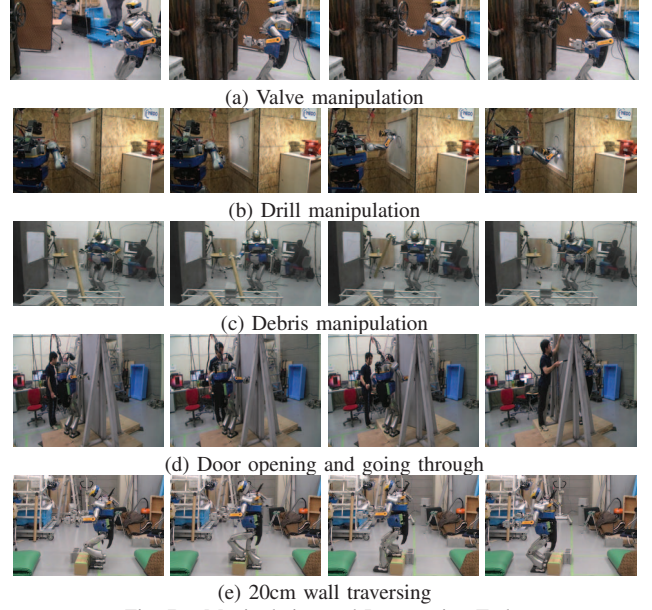 (a) Valve manipulation
(b) Drill manipulation
(c) Debris manipulation
(d) Door opening and going through
(e) 20cm wall traversing